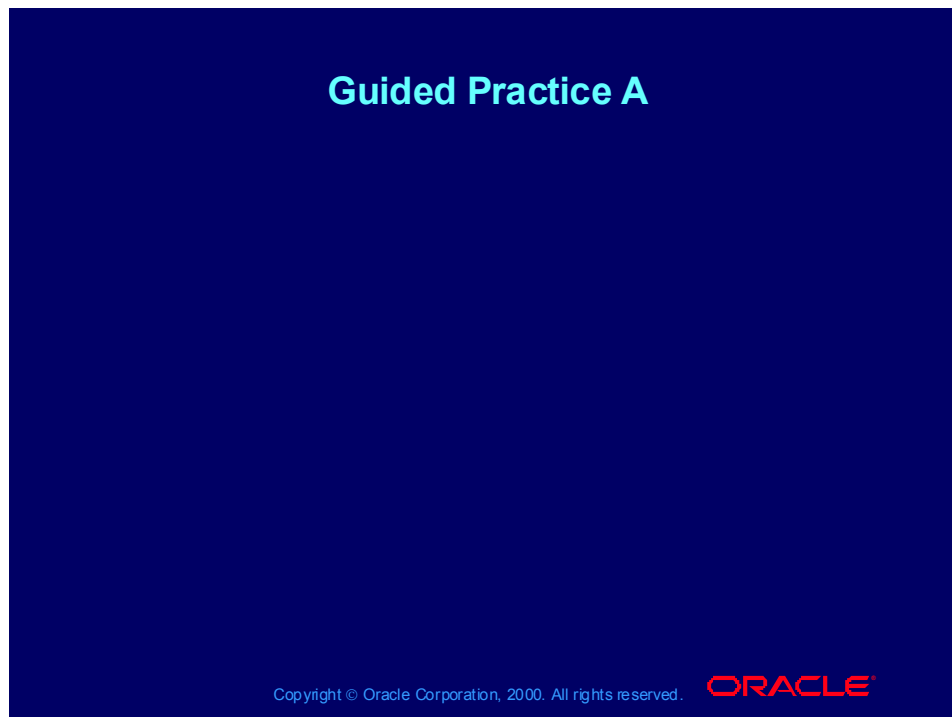 Guided Practice A
Copyright © Oracle Corporation, 2000. All rights reserved.
ORACLE®